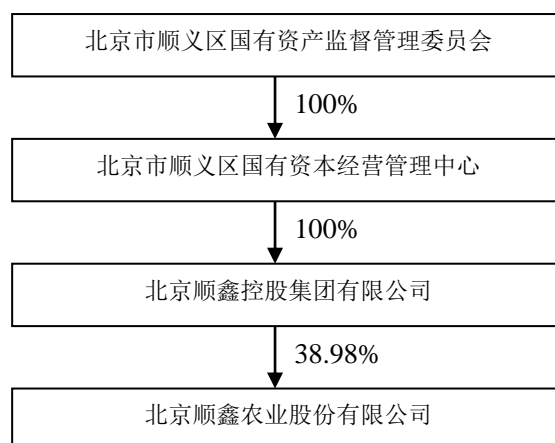 北京市顺义区国有资产监督管理委员会
100%
北京市顺义区国有资本经营管理中心
100%
北京顺鑫控股集团有限公司
38.98%
北京顺鑫农业股份有限公司